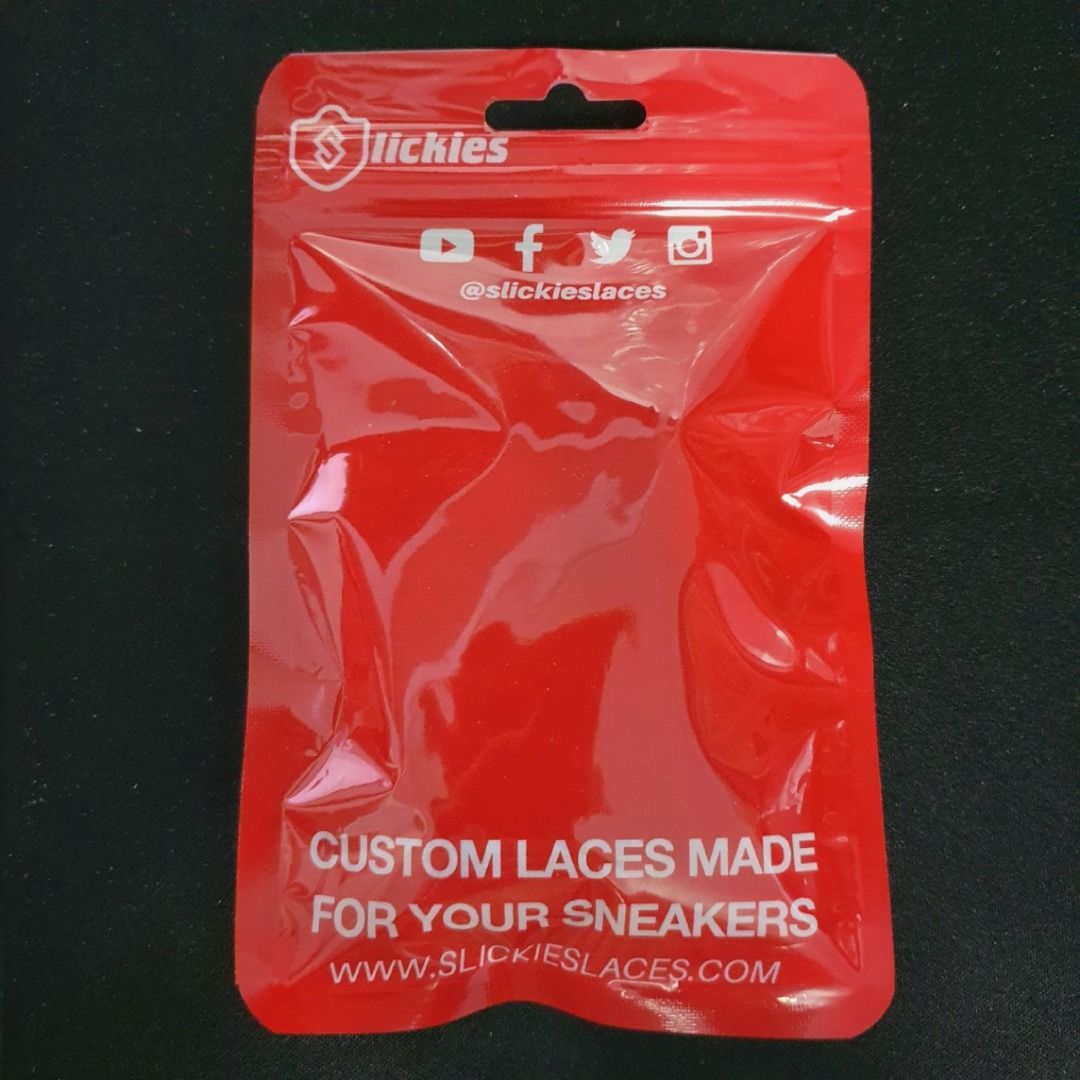 Slickies
@slickieslaces
CUSTOM LACES MADE
FOR YOUR SNEAKERS
WWW.SLICKIESLACES.COM